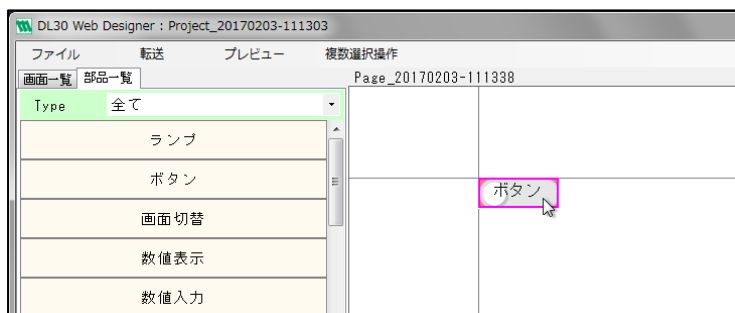 DL30 Web Designer : Project_20170203-111303
ファイル 転送 プレビュー 複数選択操作
画面一覧 部品一覧 Page_20170203-111338
Type 全て
ランプ
ボタン
ボタン
画面切替
数値表示
数値入力